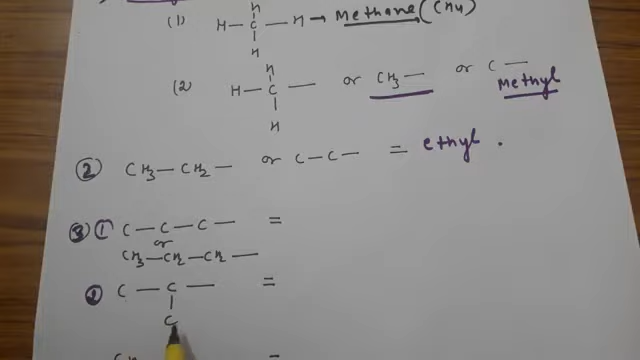 H
(1) H—C—H → Methane (CH4)
H
H
(2) H—C— or CH3— or C—
H Methyl
② CH3—CH2— or C—C— = ethyl.
③ ① C—C—C— =
or
CH3—CH2—CH2—
② C—C— =
C
CH =